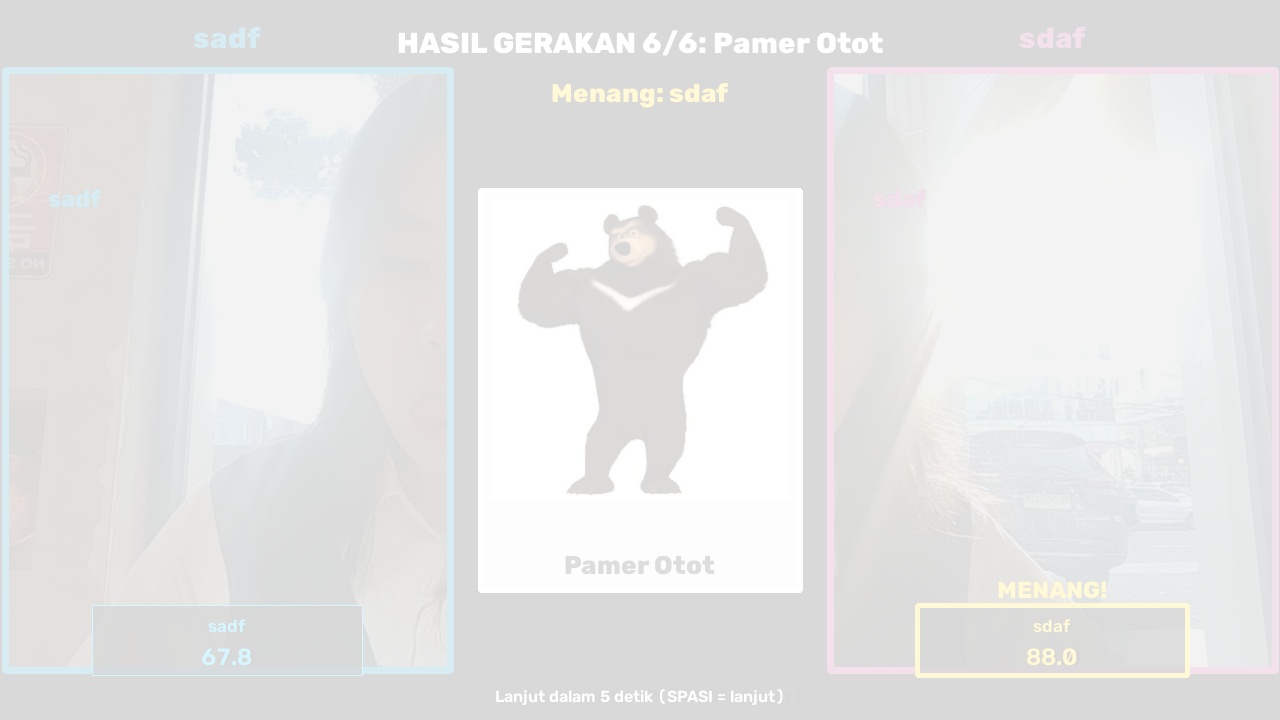 sadf
HASIL GERAKAN 6/6: Pamer Otot
sdaf
Menang: sdaf
sadf
sdaf
Pamer Otot
MENANG!
sadf
67.8
sdaf
88.0
Lanjut dalam 5 detik (SPASI = lanjut)